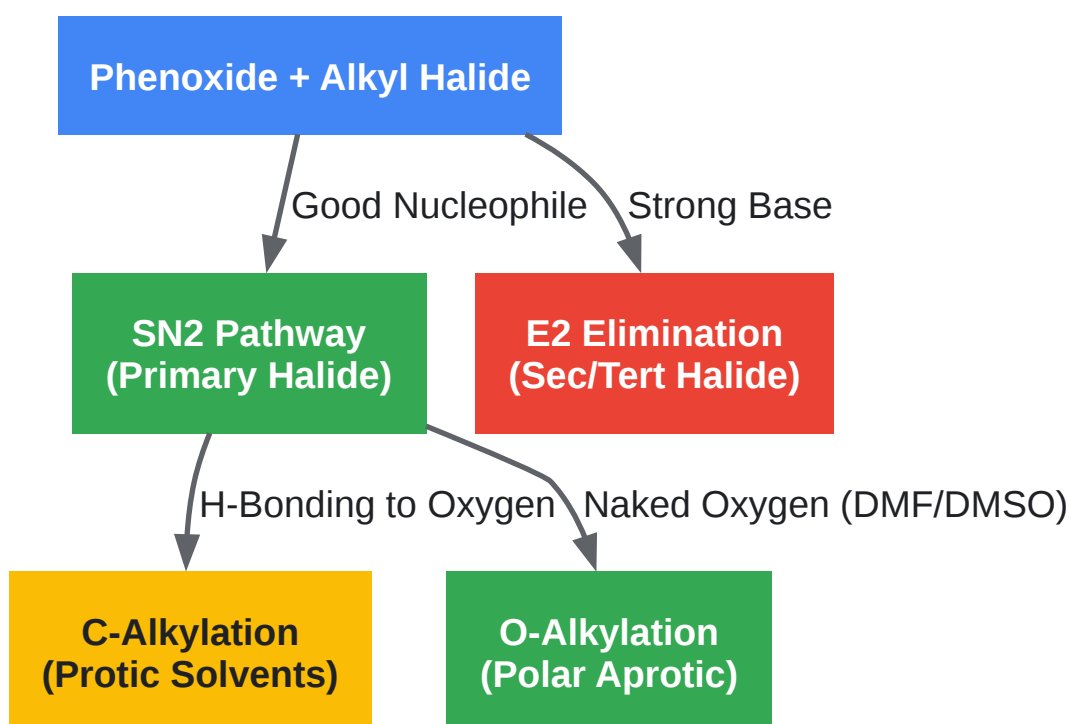 Phenoxide + Alkyl Halide
Good Nucleophile
Strong Base
SN2 Pathway
(Primary Halide)
E2 Elimination
(Sec/Tert Halide)
H-Bonding to Oxygen
Naked Oxygen (DMF/DMSO)
C-Alkylation
(Protic Solvents)
O-Alkylation
(Polar Aprotic)